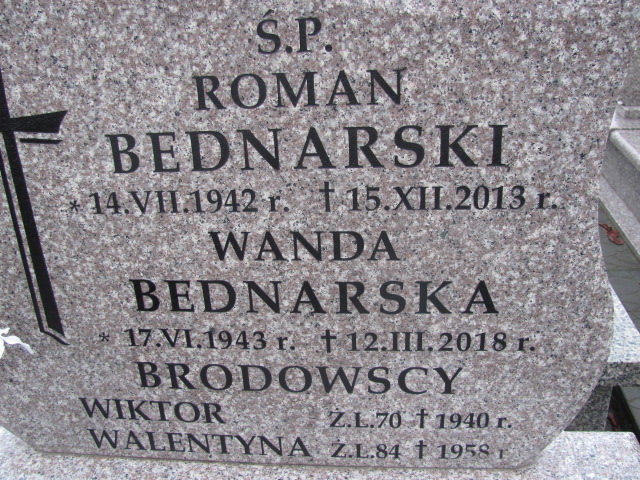 Ś.P.
ROMAN
BEDNARSKI
* 14.VII.1942 r. † 15.XII.2013 r.
WANDA
BEDNARSKA
* 17.VI.1943 r. † 12.III.2018 r.
BRODOWSCY
WIKTOR Ż.L.70 † 1940 r.
WALENTYNA Ż.L.84 † 1958 r